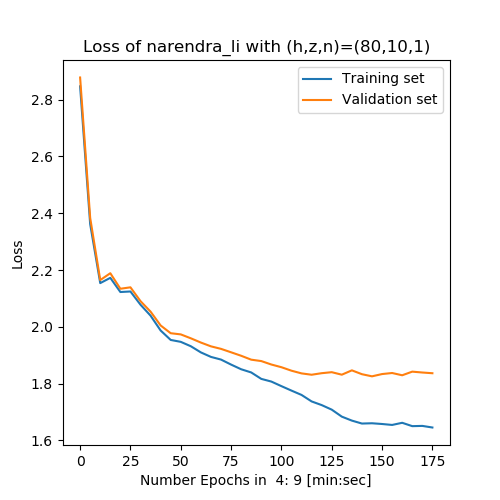 Loss of narendra_li with (h,z,n)=(80,10,1)
Training set
Validation set
Loss
2.8
2.6
2.4
2.2
2.0
1.8
1.6
0 25 50 75 100 125 150 175
Number Epochs in  4: 9 [min:sec]